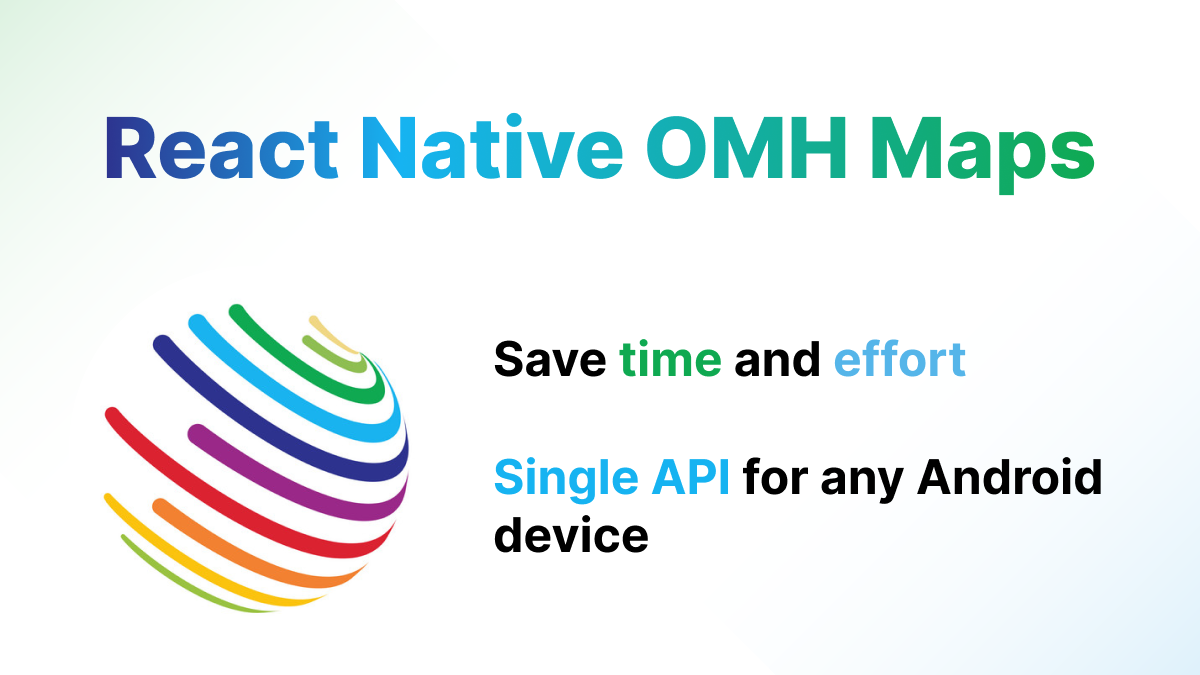 React Native OMH Maps
Save time and effort
Single API for any Android
device